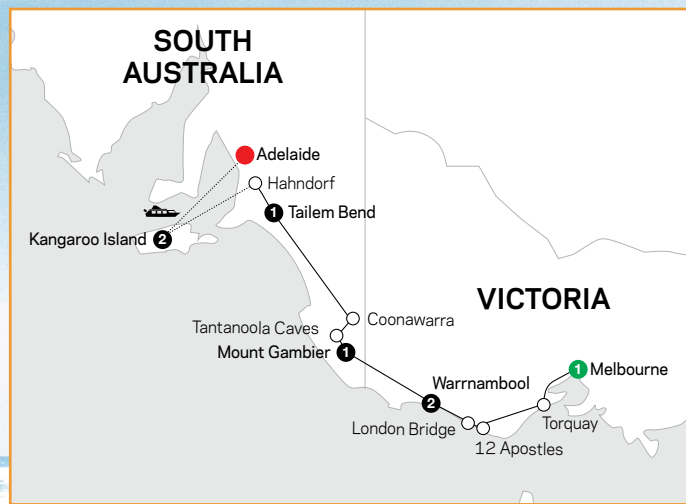 SOUTH
AUSTRALIA
Adelaide
Hahndorf
1 Tailem Bend
Kangaroo Island 2
VICTORIA
Coonawarra
Tantanoola Caves
Mount Gambier 1
1 Melbourne
Warrnambool
2
Torquay
London Bridge
12 Apostles